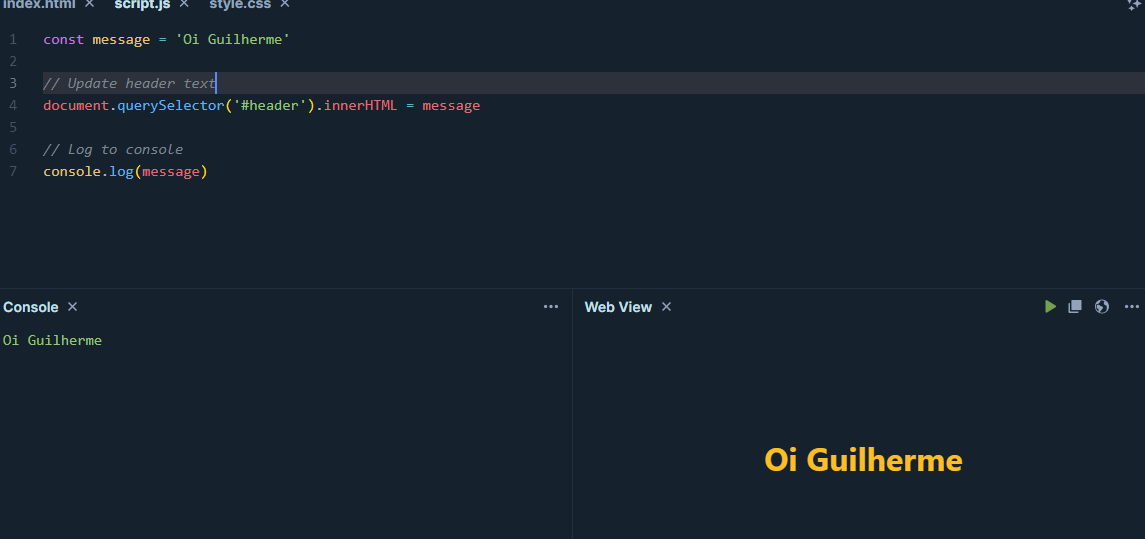 index.html × script.js × style.css ×
1 const message = 'Oi Guilherme'
2
3 // Update header text
4 document.querySelector('#header').innerHTML = message
5
6 // Log to console
7 console.log(message)
Console × ···
Oi Guilherme
Web View × ···
Oi Guilherme